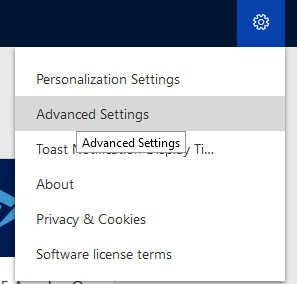 Personalization Settings
Advanced Settings
Advanced Settings
Toast Notification Display Ti...
About
Privacy & Cookies
Software license terms